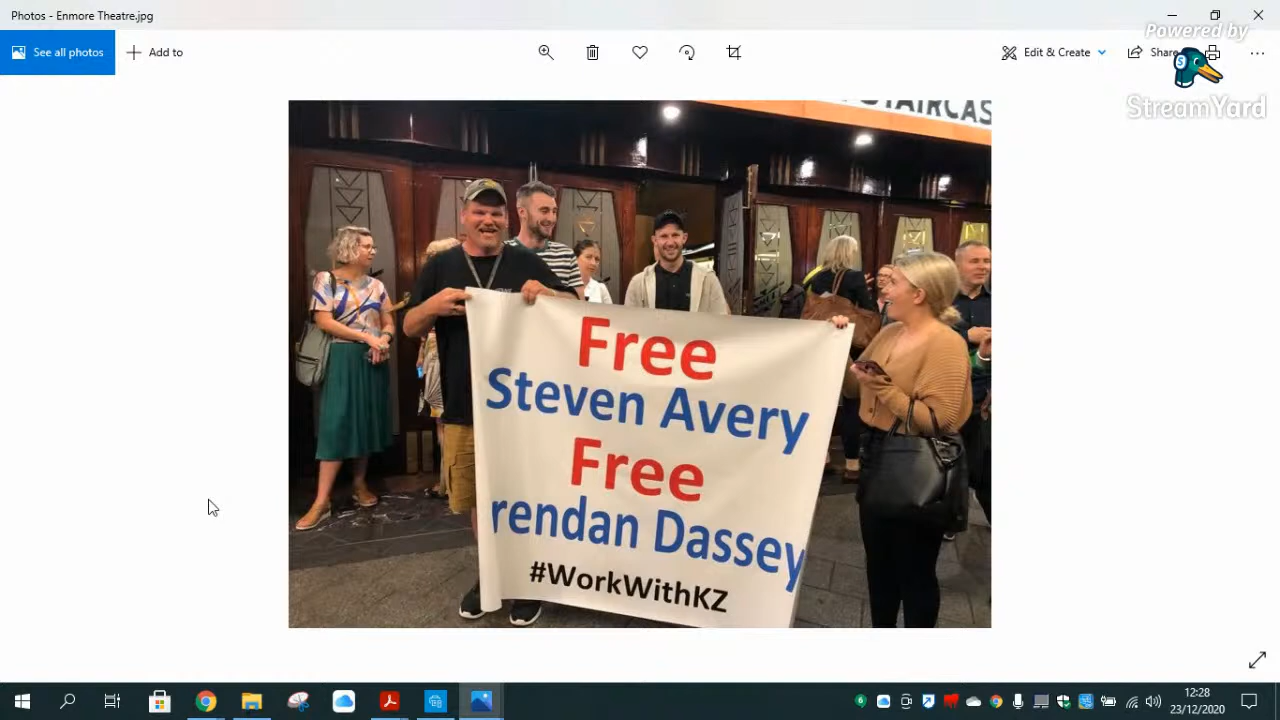 Photos - Enmore Theatre.jpg
See all photos
Add to
Edit & Create
Share
Powered by
StreamYard
Free
Steven Avery
Free
rendan Dassey
#WorkWithKZ
12:28
23/12/2020